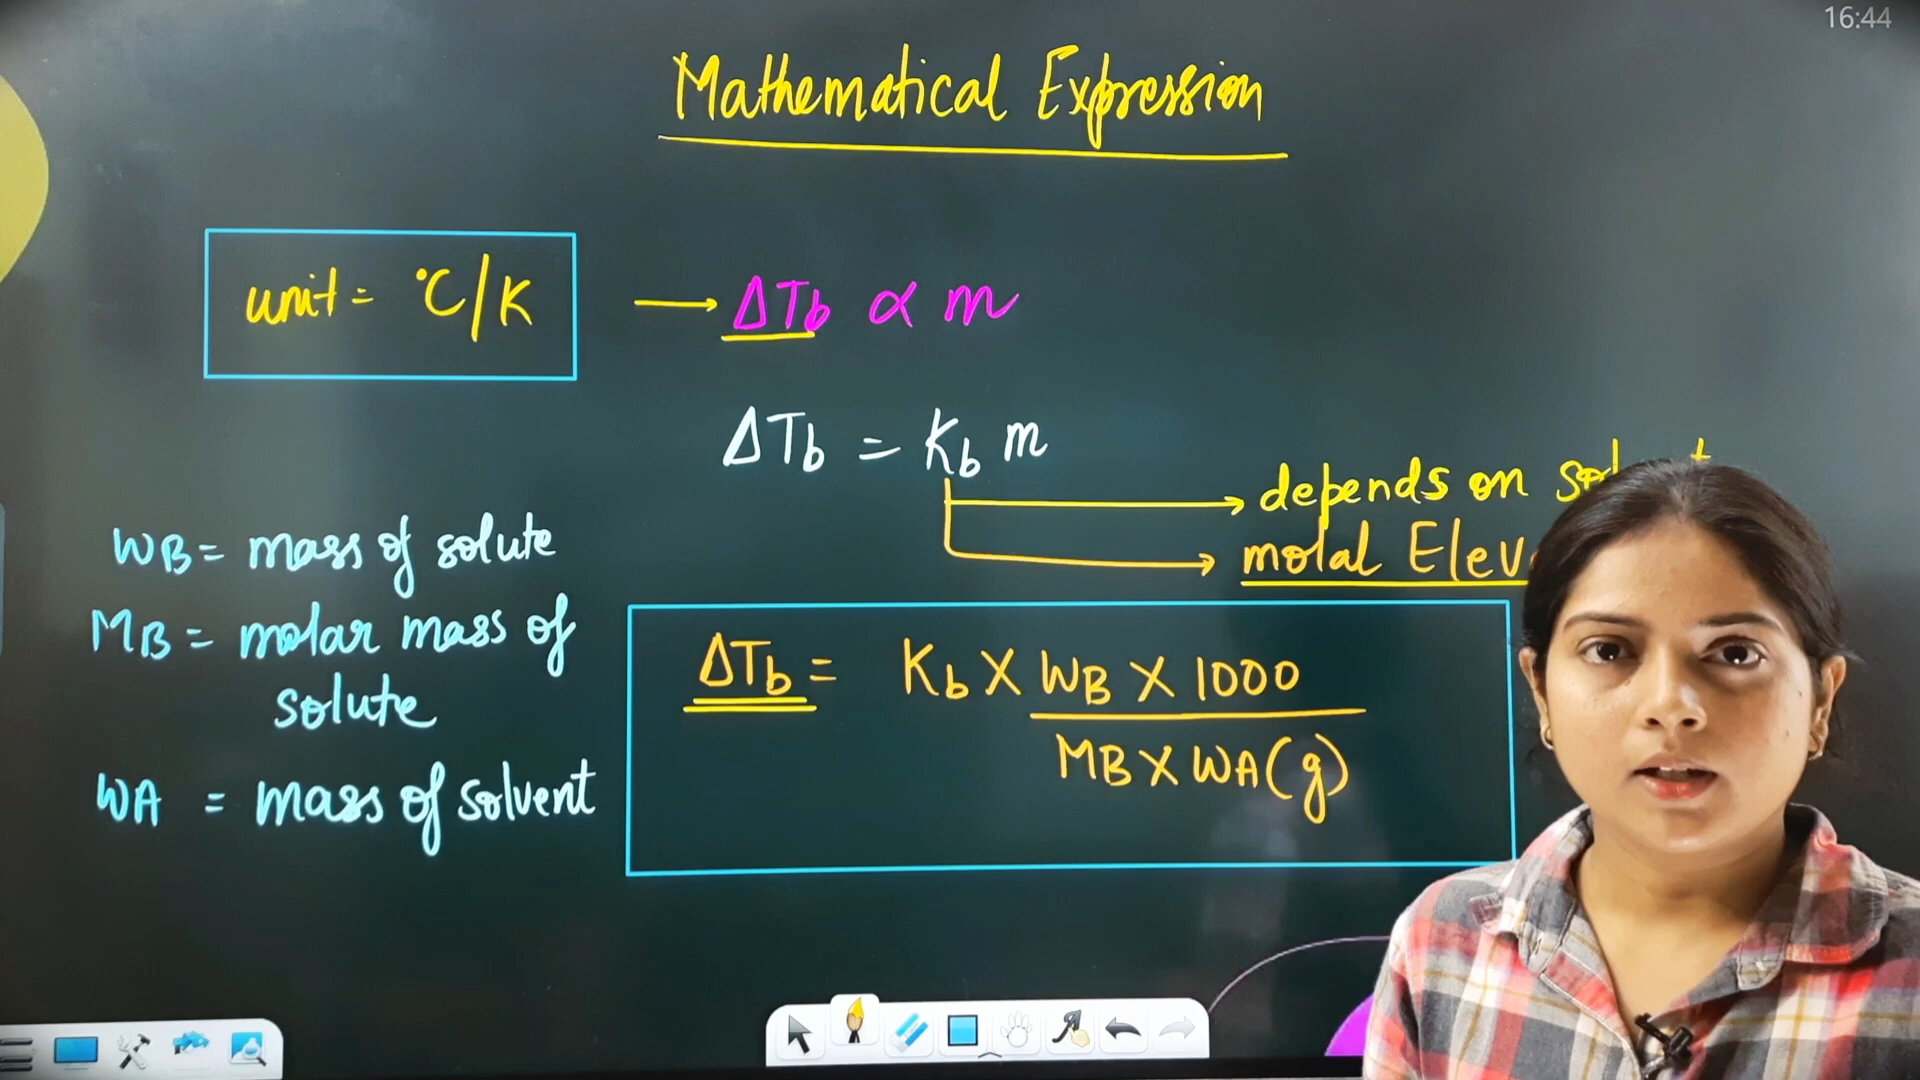 16:44
Mathematical Expression
unit = °C/K
→ ΔTb ∝ m
ΔTb = Kb m
→ depends on
→ molal
WB = mass of solute
MB = molar mass of
solute
WA = mass of solvent
ΔTb = Kb X WB X 1000
MB X WA(g)